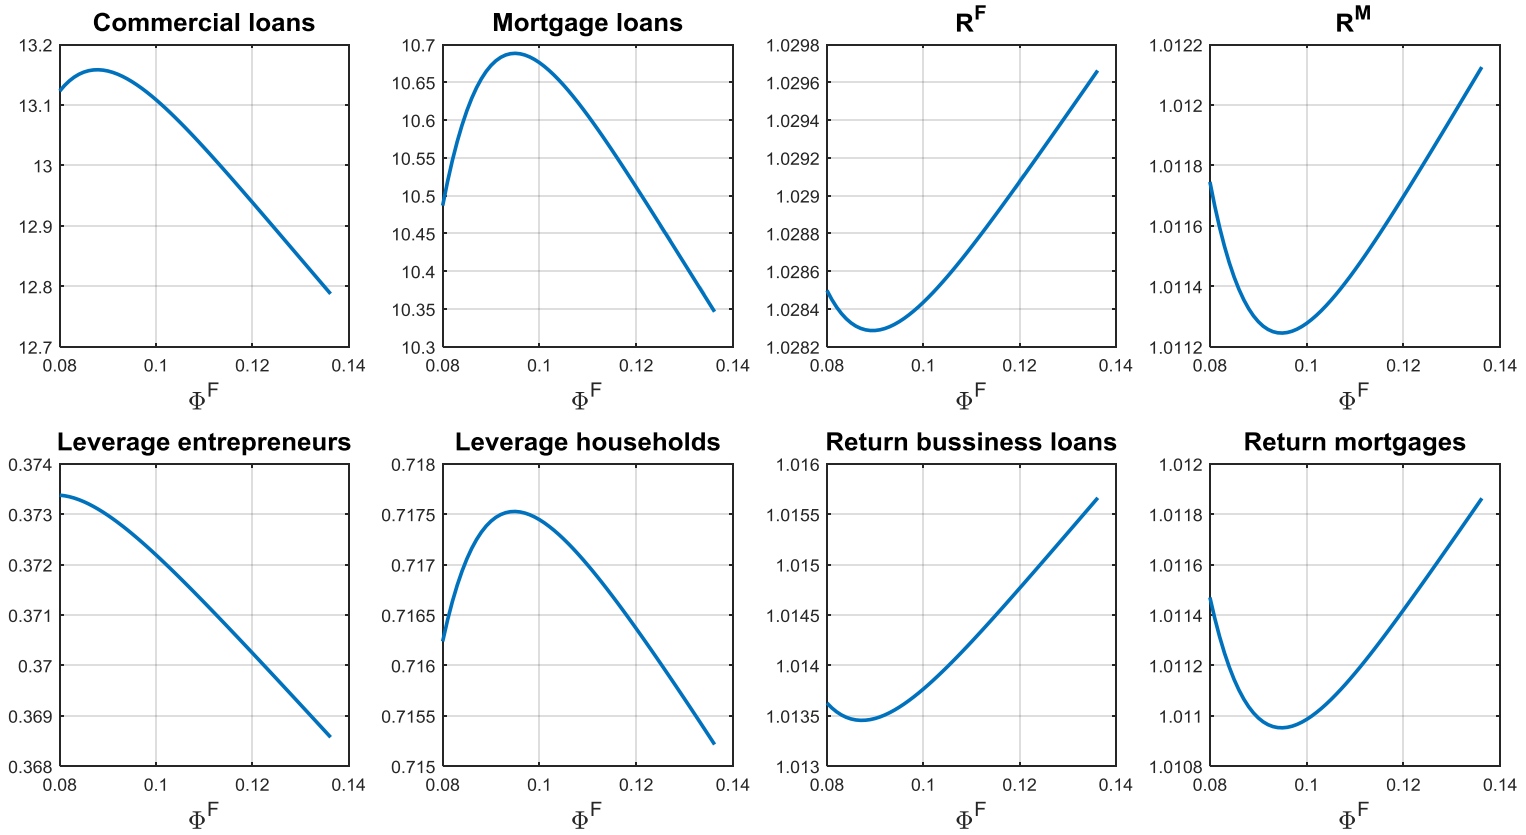 Commercial loans
13.2
13.1
13
12.9
12.8
12.7
0.08 0.1 0.12 0.14
Φ^F
Mortgage loans
10.7
10.65
10.6
10.55
10.5
10.45
10.4
10.35
10.3
0.08 0.1 0.12 0.14
Φ^F
R^F
1.0298
1.0296
1.0294
1.0292
1.029
1.0288
1.0286
1.0284
1.0282
0.08 0.1 0.12 0.14
Φ^F
R^M
1.0122
1.012
1.0118
1.0116
1.0114
1.0112
0.08 0.1 0.12 0.14
Φ^F
Leverage entrepreneurs
0.374
0.373
0.372
0.371
0.37
0.369
0.368
0.08 0.1 0.12 0.14
Φ^F
Leverage households
0.718
0.7175
0.717
0.7165
0.716
0.7155
0.715
0.08 0.1 0.12 0.14
Φ^F
Return bussiness loans
1.016
1.0155
1.015
1.0145
1.014
1.0135
1.013
0.08 0.1 0.12 0.14
Φ^F
Return mortgages
1.012
1.0118
1.0116
1.0114
1.0112
1.011
1.0108
0.08 0.1 0.12 0.14
Φ^F